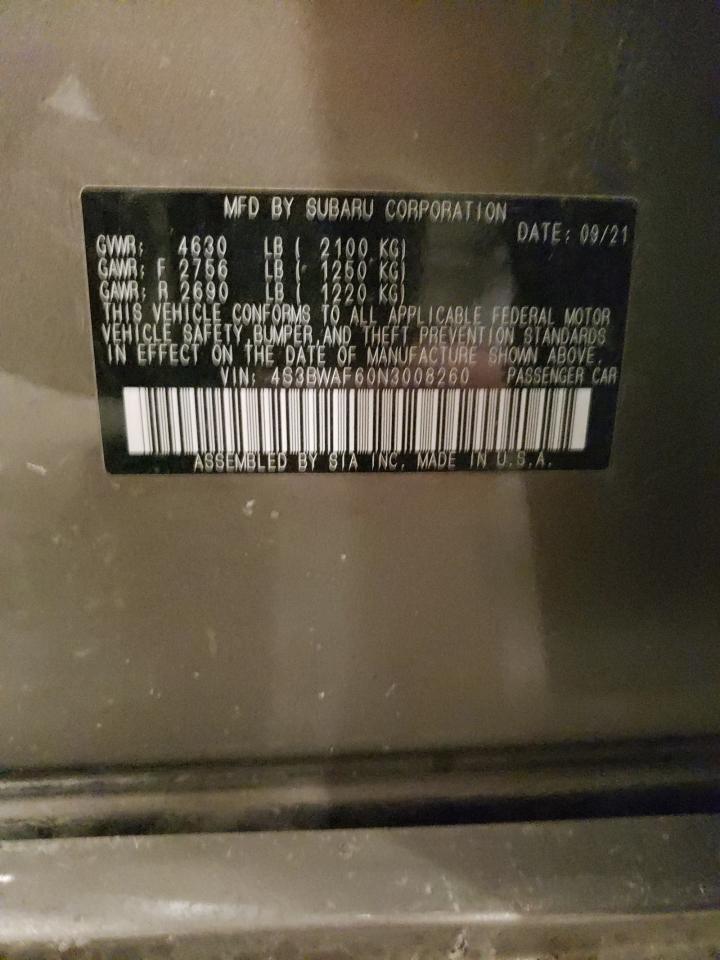 MFD BY SUBARU CORPORATION
DATE: 09/21
GVWR: 4630 LB ( 2100 KG)
GAWR: F 2756 LB ( 1250 KG)
GAWR: R 2690 LB ( 1220 KG)
THIS VEHICLE CONFORMS TO ALL APPLICABLE FEDERAL MOTOR
VEHICLE SAFETY,BUMPER,AND THEFT PREVENTION STANDARDS
IN EFFECT ON THE DATE OF MANUFACTURE SHOWN ABOVE.
VIN: 4S3BWAF60N3008260 PASSENGER CAR
ASSEMBLED BY SIA INC. MADE IN U.S.A.